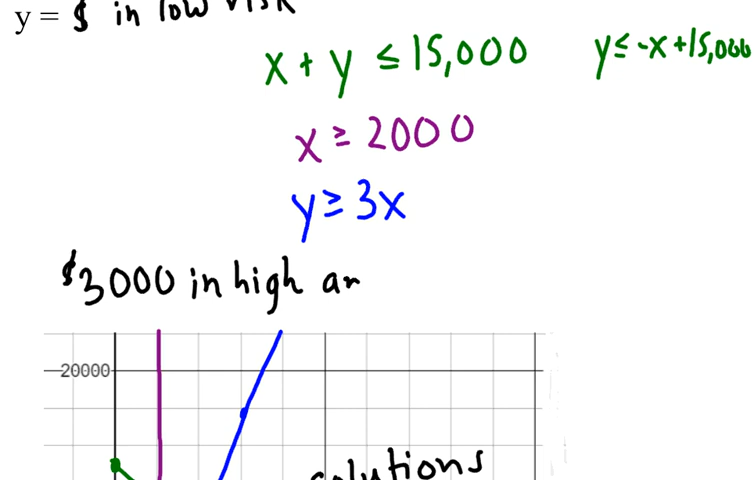 y = $ in low risk
x + y ≤ 15,000 y ≤ -x + 15,000
x ≥ 2000
y ≥ 3x
$3000 in high an
20000
solutions